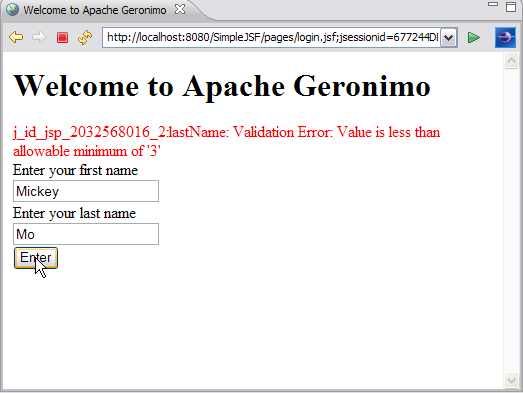 Welcome to Apache Geronimo
http://localhost:8080/SimpleJSF/pages/login.jsf;jsessionid=677244D
Welcome to Apache Geronimo
j_id_jsp_2032568016_2:lastName: Validation Error: Value is less than
allowable minimum of '3'
Enter your first name
Mickey
Enter your last name
Mo
Enter